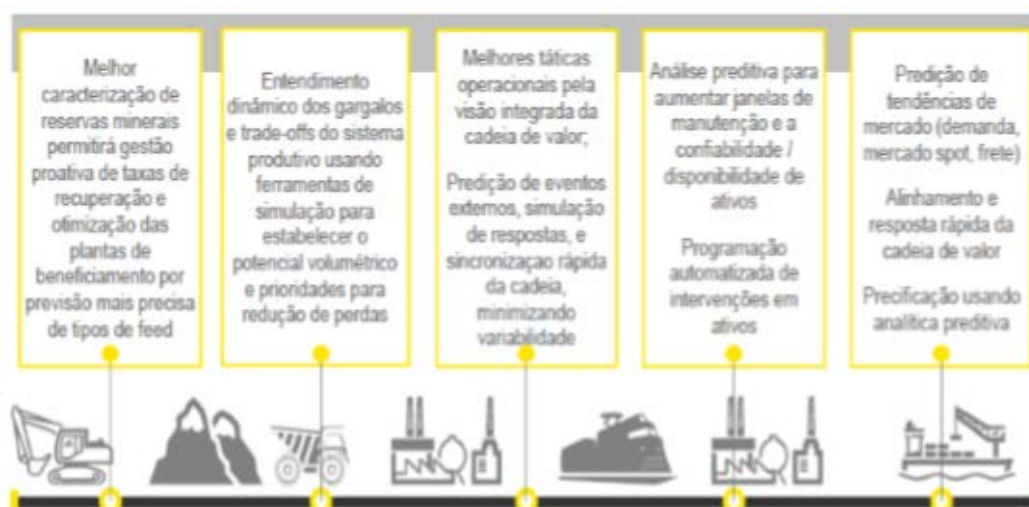 Melhor
caracterização de
reservas minerais
permitirá gestão
proativa de taxas de
recuperação e
otimização das
plantas de
beneficiamento por
previsão mais precisa
de tipos de feed
Entendimento
dinâmico dos gargalos
e trade-offs do sistema
produtivo usando
ferramentas de
simulação para
estabelecer o
potencial volumétrico
e prioridades para
redução de perdas
Melhores táticas
operacionais pela
visão integrada da
cadeia de valor;
Predição de eventos
externos, simulação
de respostas, e
sincronizaçao rápida
da cadeia,
minimizando
variabilidade
Análise preditiva para
aumentar janelas de
manutenção e a
confiabilidade /
disponibilidade de
ativos
Programação
automatizada de
intervenções em
ativos
Predição de
tendências de
mercado (demanda,
mercado spot, frete)
Alinhamento e
resposta rápida da
cadeia de valor
Precificação usando
analítica preditiva